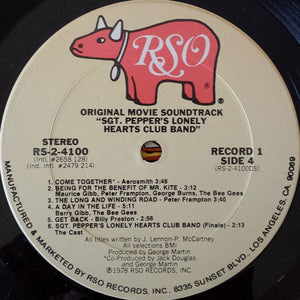 RSO
ORIGINAL MOVIE SOUNDTRACK
"SGT. PEPPER'S LONELY
HEARTS CLUB BAND"
STEREO
RS-2-4100
(Intl. #2658 128)
(Ind. Intl. #2479 214)
RECORD 1
SIDE 4
(RS-2-4100DS)
1. COME TOGETHER* - Aerosmith 3:46
2. BEING FOR THE BENEFIT OF MR. KITE - 3:12
Maurice Gibb, Peter Frampton, George Burns, the Bee Gees
3. THE LONG AND WINDING ROAD - Peter Frampton 3:40
4. A DAY IN THE LIFE - 5:11
Barry Gibb, the Bee Gees
5. GET BACK - Billy Preston - 2:56
6. SGT. PEPPER'S LONELY HEARTS CLUB BAND (Finale) - 2:13
The Cast
All titles written by J. Lennon-P. McCartney
All selections BMI
Produced by George Martin
*Co-Produced by Jack Douglas
and George Martin
℗ 1978 RSO RECORDS, INC.
MANUFACTURED & MARKETED BY RSO RECORDS, INC. 8335 SUNSET BLVD., LOS ANGELES, CA. 90069